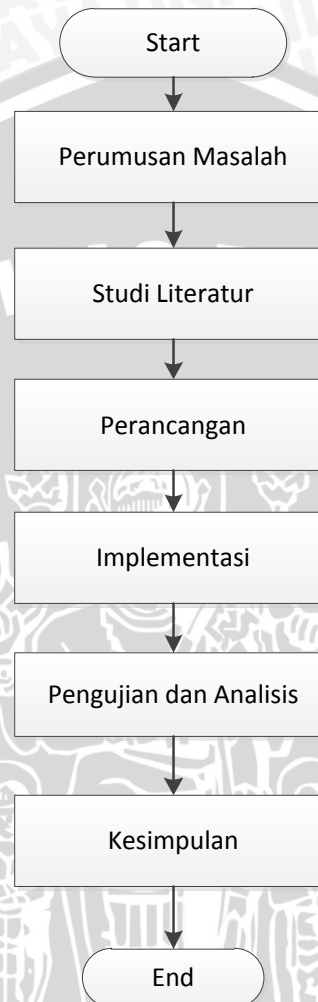 Start
Perumusan Masalah
Studi Literatur
Perancangan
Implementasi
Pengujian dan Analisis
Kesimpulan
End